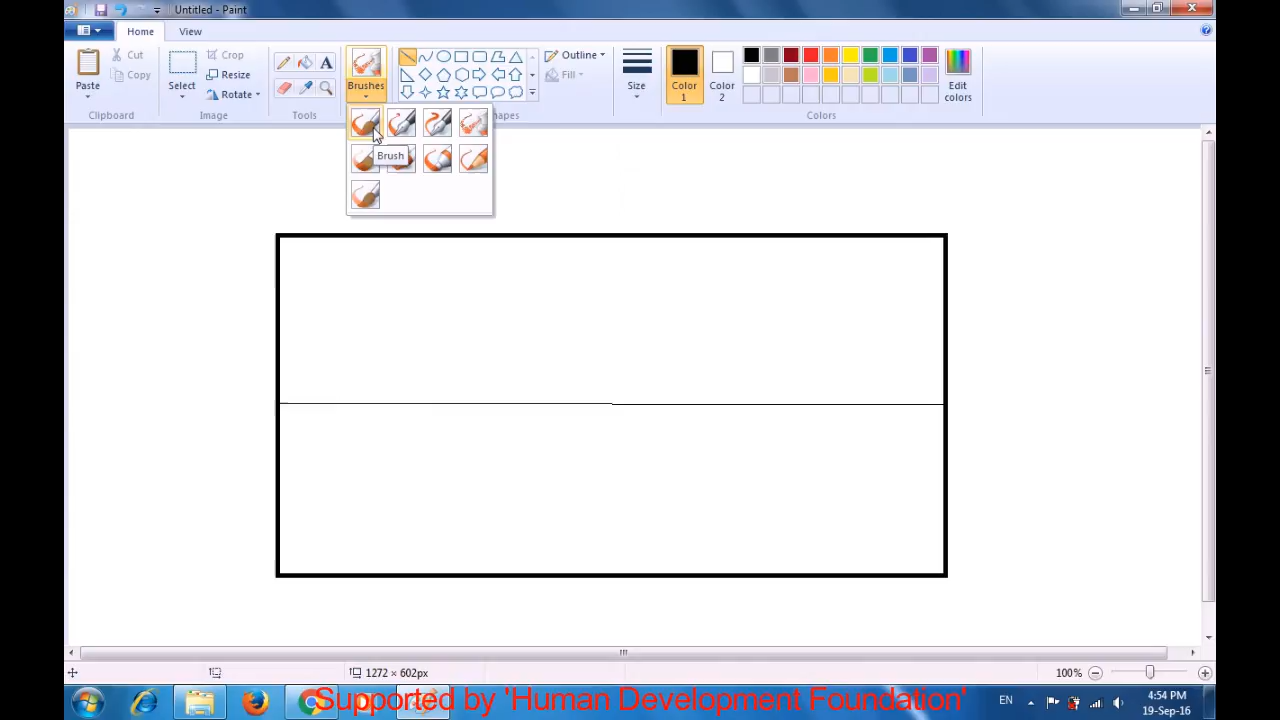 Untitled - Paint
Home
View
Paste
Cut
Copy
Clipboard
Select
Crop
Resize
Rotate
Image
A
Tools
Brushes
Brush
Outline
Fill
apes
Size
Color 1
Color 2
Edit colors
Colors
1272 × 602px
100%
EN
4:54 PM
19-Sep-16
Supported by 'Human Development Foundation'